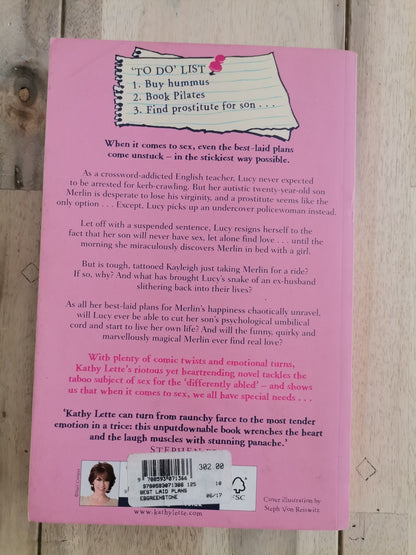 'TO DO' LIST
1. Buy hummus
2. Book Pilates
3. Find prostitute for son . . .
When it comes to sex, even the best-laid plans
come unstuck – in the stickiest way possible.
As a crossword-addicted English teacher, Lucy never expected
to be arrested for kerb-crawling. But her autistic twenty-year-old son
Merlin is desperate to lose his virginity, and a prostitute seems like the
only option . . . Except, Lucy picks up an undercover policewoman instead.
Let off with a suspended sentence, Lucy resigns herself to the
fact that her son will never have sex, let alone find love . . . until the
morning she miraculously discovers Merlin in bed with a girl.
But is tough, tattooed Kayleigh just taking Merlin for a ride?
If so, why? And what has brought Lucy's snake of an ex-husband
slithering back into their lives?
As all her best-laid plans for Merlin's happiness chaotically unravel,
will Lucy ever be able to cut her son's psychological umbilical
cord and start to live her own life? And will the funny, quirky and
marvellously magical Merlin ever find real love?
With plenty of comic twists and emotional turns,
Kathy Lette's riotous yet heartrending novel tackles the
taboo subject of sex for the 'differently abled' – and shows
us that when it comes to sex, we all have special needs . . .
'Kathy Lette can turn from raunchy farce to the most tender
emotion in a trice: this unputdownable book wrenches the heart
and the laugh muscles with stunning panache.'
STEPHEN
302.00
9 780593 071366
9780593071366 125 10
BEST LAID PLANS 06/17
EBGREENSTONE
FSC
www.kathylette.com
Cover illustration by
Steph Von Reiswitz